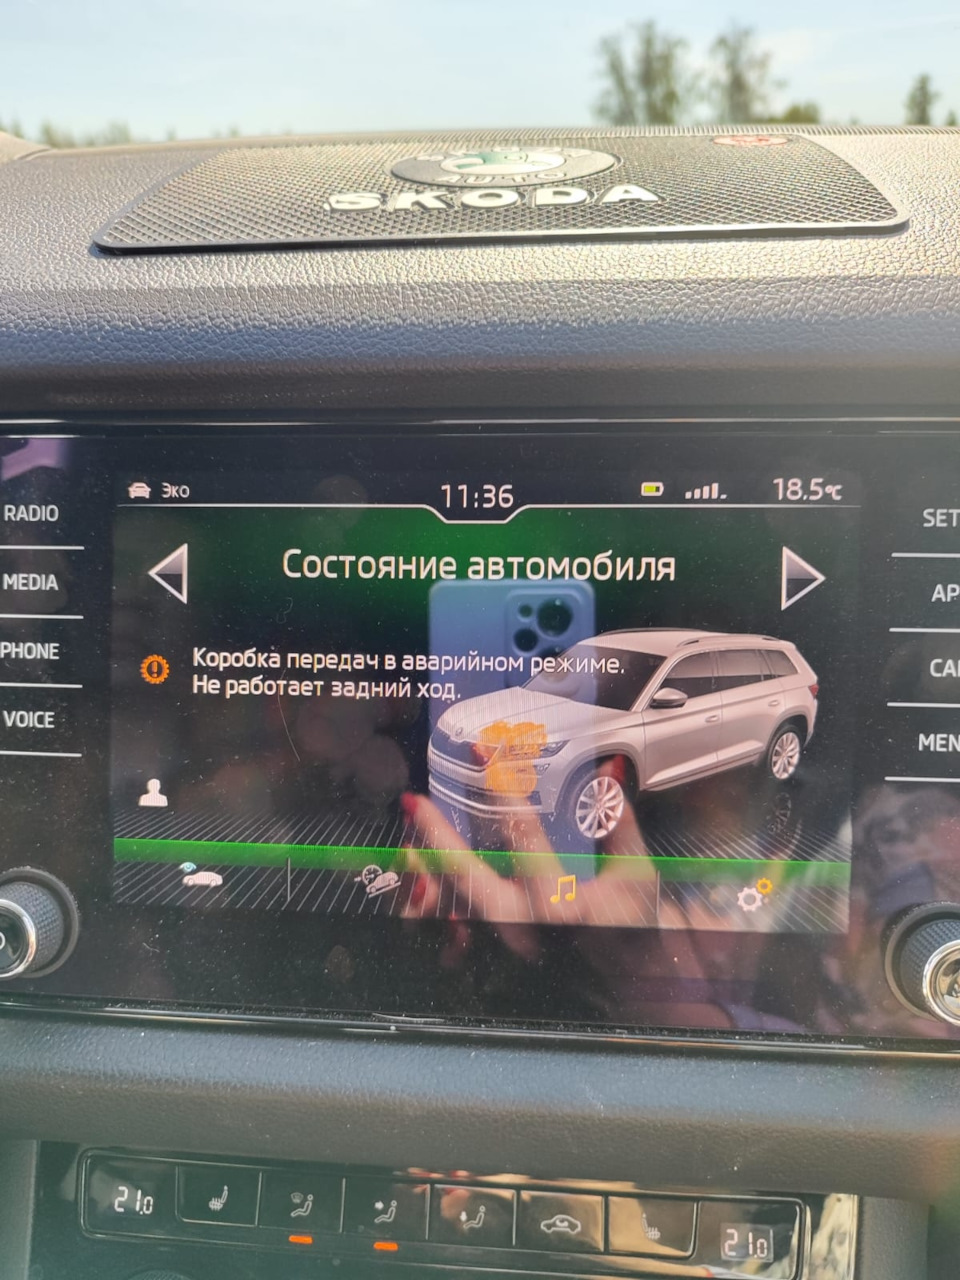 AUTO
SKODA
Эко
11:36
18.5°C
RADIO
MEDIA
PHONE
VOICE
SET
AP
CA
MEN
Состояние автомобиля
Коробка передач в аварийном режиме.
Не работает задний ход.
21.0
21.0